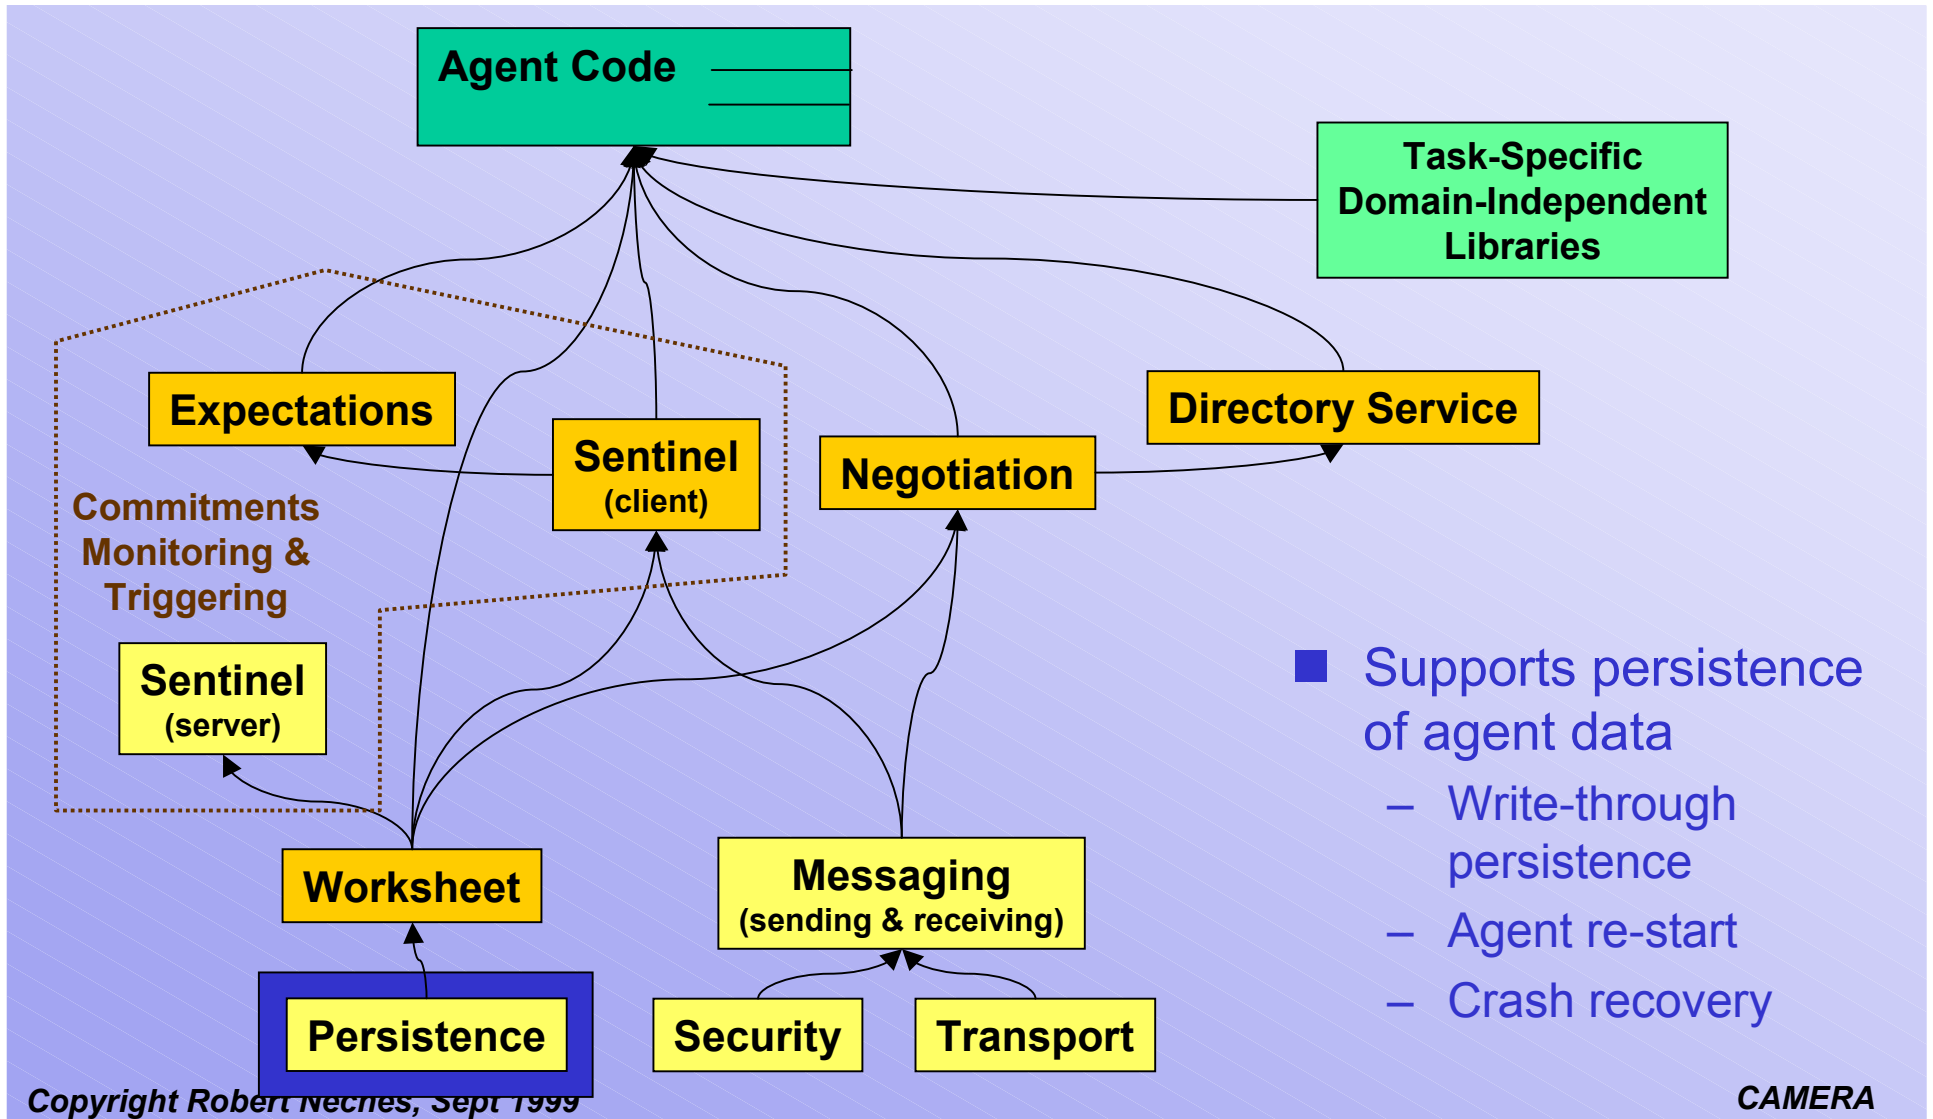 Agent Code
Task-Specific
Domain-Independent
Libraries
Expectations
Sentinel
(client)
Negotiation
Directory Service
Commitments
Monitoring &
Triggering
Sentinel
(server)
Worksheet
Messaging
(sending & receiving)
Persistence
Security
Transport
Supports persistence
of agent data
– Write-through
persistence
– Agent re-start
– Crash recovery
Copyright Robert Neches, Sept 1999
CAMERA